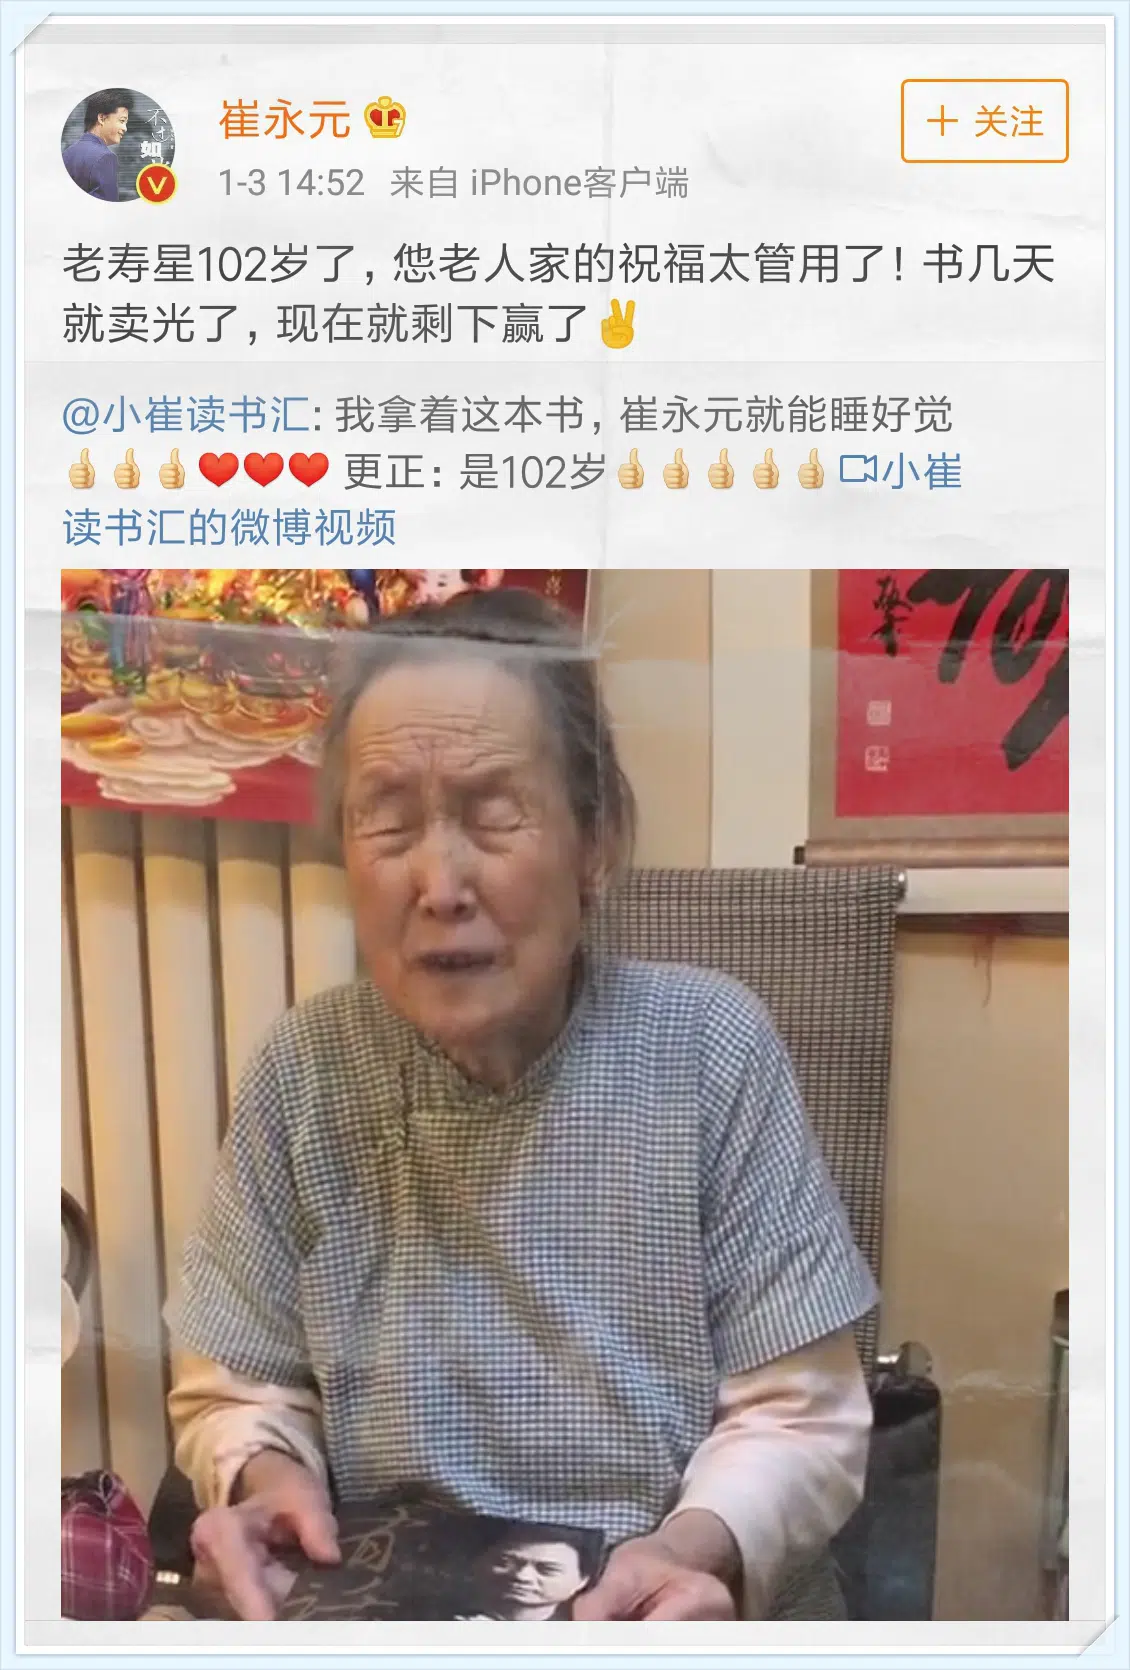 崔永元
+ 关注
1-3 14:52 来自 iPhone客户端
老寿星102岁了，您老人家的祝福太管用了！书几天
就卖光了，现在就剩下赢了✌
@小崔读书汇: 我拿着这本书，崔永元就能睡好觉
👍👍👍❤❤❤ 更正：是102岁👍👍👍👍👍小崔
读书汇的微博视频
不过
如